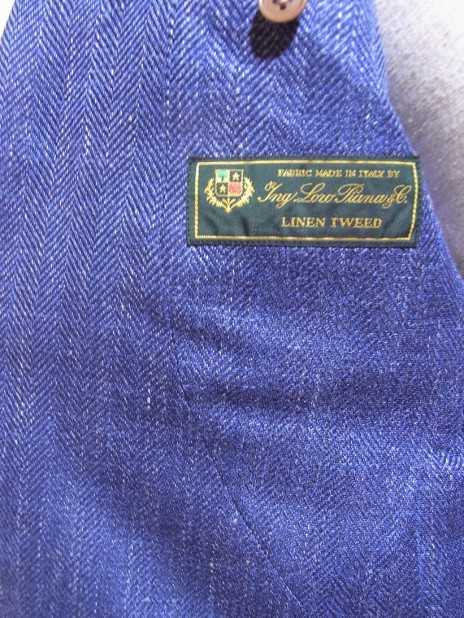 FABRIC MADE IN ITALY BY
Ing. Loro Piana & C.
LINEN TWEED